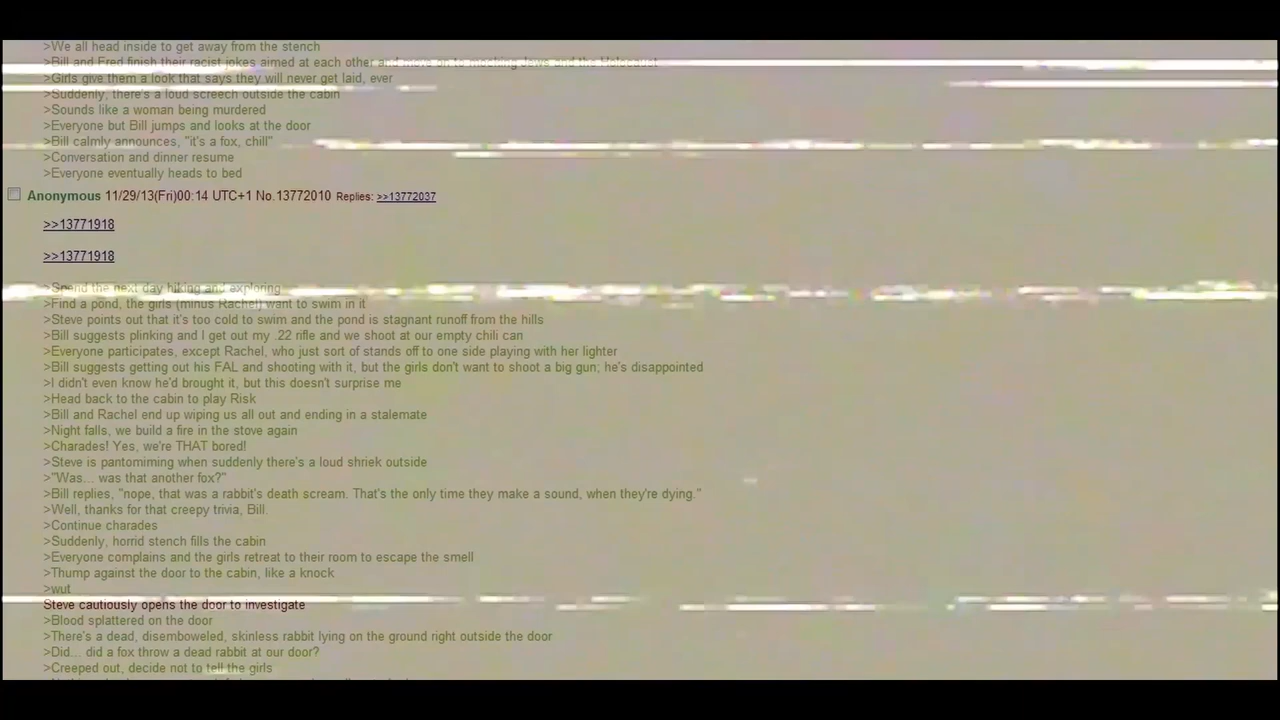 >We all head inside to get away from the stench
>Bill and Fred finish their racist jokes aimed at each other and move on to mocking Jews and the Holocaust
>Girls give them a look that says they will never get laid, ever
>Suddenly, there's a loud screech outside the cabin
>Sounds like a woman being murdered
>Everyone but Bill jumps and looks at the door
>Bill calmly announces, "it's a fox, chill"
>Conversation and dinner resume
>Everyone eventually heads to bed
Anonymous 11/29/13(Fri)00:14 UTC+1 No.13772010 Replies: >>13772037
>>13771918
>>13771918
>Spend the next day hiking and exploring
>Find a pond, the girls (minus Rachel) want to swim in it
>Steve points out that it's too cold to swim and the pond is stagnant runoff from the hills
>Bill suggests plinking and I get out my .22 rifle and we shoot at our empty chili can
>Everyone participates, except Rachel, who just sort of stands off to one side playing with her lighter
>Bill suggests getting out his FAL and shooting with it, but the girls don't want to shoot a big gun; he's disappointed
>I didn't even know he'd brought it, but this doesn't surprise me
>Head back to the cabin to play Risk
>Bill and Rachel end up wiping us all out and ending in a stalemate
>Night falls, we build a fire in the stove again
>Charades! Yes, we're THAT bored!
>Steve is pantomiming when suddenly there's a loud shriek outside
>"Was... was that another fox?"
>Bill replies, "nope, that was a rabbit's death scream. That's the only time they make a sound, when they're dying."
>Well, thanks for that creepy trivia, Bill.
>Continue charades
>Suddenly, horrid stench fills the cabin
>Everyone complains and the girls retreat to their room to escape the smell
>Thump against the door to the cabin, like a knock
>wut
Steve cautiously opens the door to investigate
>Blood splattered on the door
>There's a dead, disemboweled, skinless rabbit lying on the ground right outside the door
>Did... did a fox throw a dead rabbit at our door?
>Creeped out, decide not to tell the girls